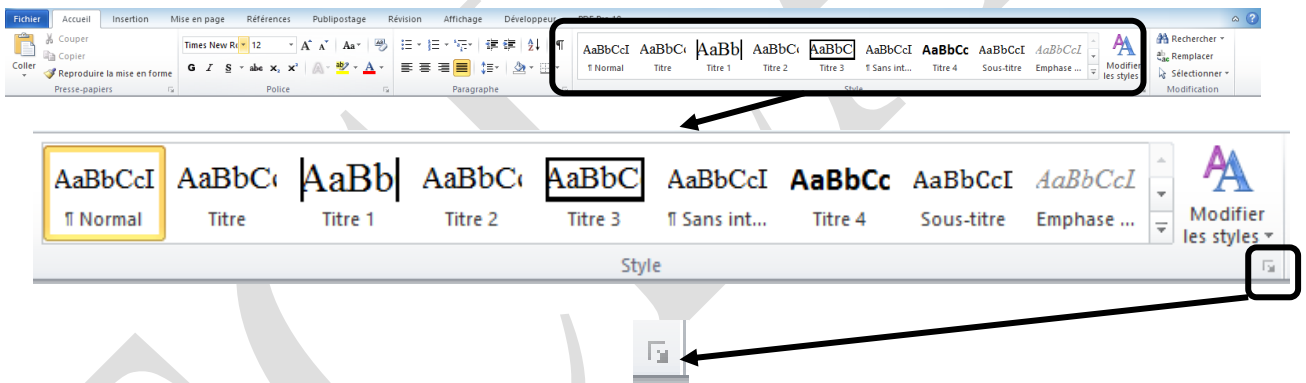 Fichier Accueil Insertion Mise en page Références Publipostage Révision Affichage Développeur
Couper
Copier
Coller
Reproduire la mise en forme
Presse-papiers
Times New Ro 12 Aa
G I S abc x, x² ab A
Police
Paragraphe
AaBbCcI AaBbC AaBb AaBbC AaBbC AaBbCcI AaBbCc AaBbCcI AaBbCcL
¶ Normal Titre Titre 1 Titre 2 Titre 3 ¶ Sans int... Titre 4 Sous-titre Emphase ...
Modifier
les styles
Style
Rechercher
Remplacer
Sélectionner
Modification
AaBbCcI AaBbC AaBb AaBbC AaBbC AaBbCcI AaBbCc AaBbCcI AaBbCcL
¶ Normal Titre Titre 1 Titre 2 Titre 3 ¶ Sans int... Titre 4 Sous-titre Emphase ...
Modifier
les styles
Style